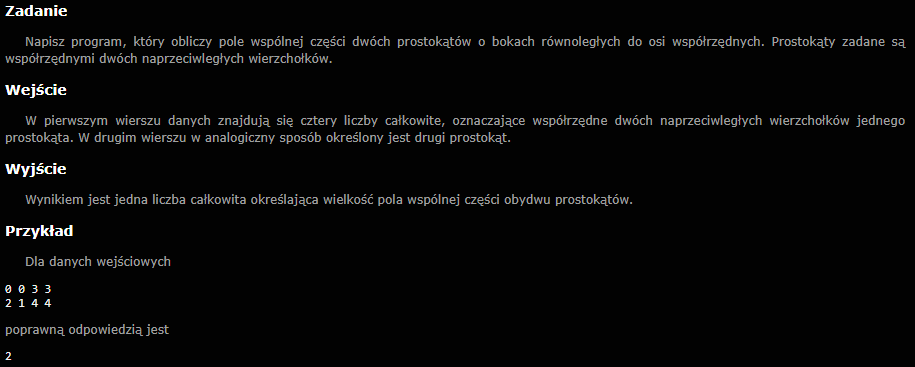 Zadanie
Napisz program, który obliczy pole wspólnej części dwóch prostokątów o bokach równoległych do osi współrzędnych. Prostokąty zadane są
współrzędnymi dwóch naprzeciwległych wierzchołków.
Wejście
W pierwszym wierszu danych znajdują się cztery liczby całkowite, oznaczające współrzędne dwóch naprzeciwległych wierzchołków jednego
prostokąta. W drugim wierszu w analogiczny sposób określony jest drugi prostokąt.
Wyjście
Wynikiem jest jedna liczba całkowita określająca wielkość pola wspólnej części obydwu prostokątów.
Przykład
Dla danych wejściowych
0 0 3 3
2 1 4 4
poprawną odpowiedzią jest
2